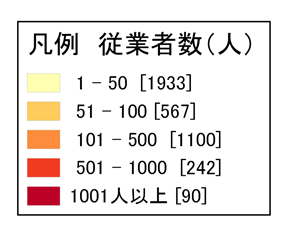 凡例 従業者数(人)
1 - 50 [1933]
51 - 100 [567]
101 - 500 [1100]
501 - 1000 [242]
1001人以上 [90]